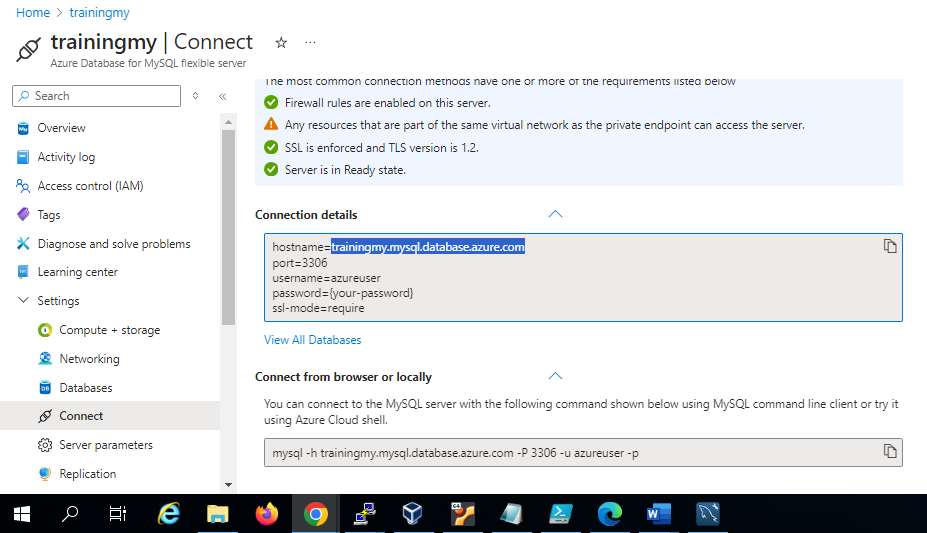 Home > trainingmy
trainingmy | Connect
Azure Database for MySQL flexible server
Search
Overview
Activity log
Access control (IAM)
Tags
Diagnose and solve problems
Learning center
Settings
Compute + storage
Networking
Databases
Connect
Server parameters
Replication
The most common connection methods have one or more of the requirements listed below
Firewall rules are enabled on this server.
Any resources that are part of the same virtual network as the private endpoint can access the server.
SSL is enforced and TLS version is 1.2.
Server is in Ready state.
Connection details
hostname=trainingmy.mysql.database.azure.com
port=3306
username=azureuser
password={your-password}
ssl-mode=require
View All Databases
Connect from browser or locally
You can connect to the MySQL server with the following command shown below using MySQL command line client or try it
using Azure Cloud shell.
mysql -h trainingmy.mysql.database.azure.com -P 3306 -u azureuser -p